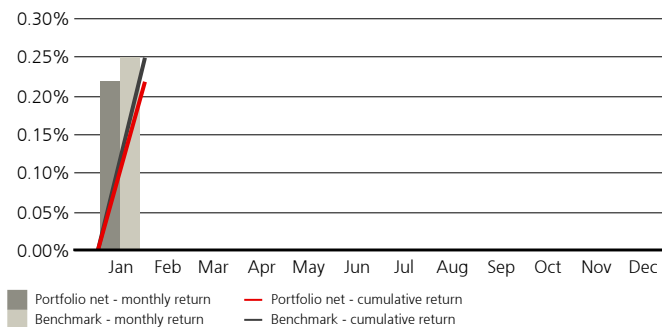 0.30%
0.25%
0.20%
0.15%
0.10%
0.05%
0.00%
Jan Feb Mar Apr May Jun Jul Aug Sep Oct Nov Dec
Portfolio net - monthly return Portfolio net - cumulative return
Benchmark - monthly return Benchmark - cumulative return